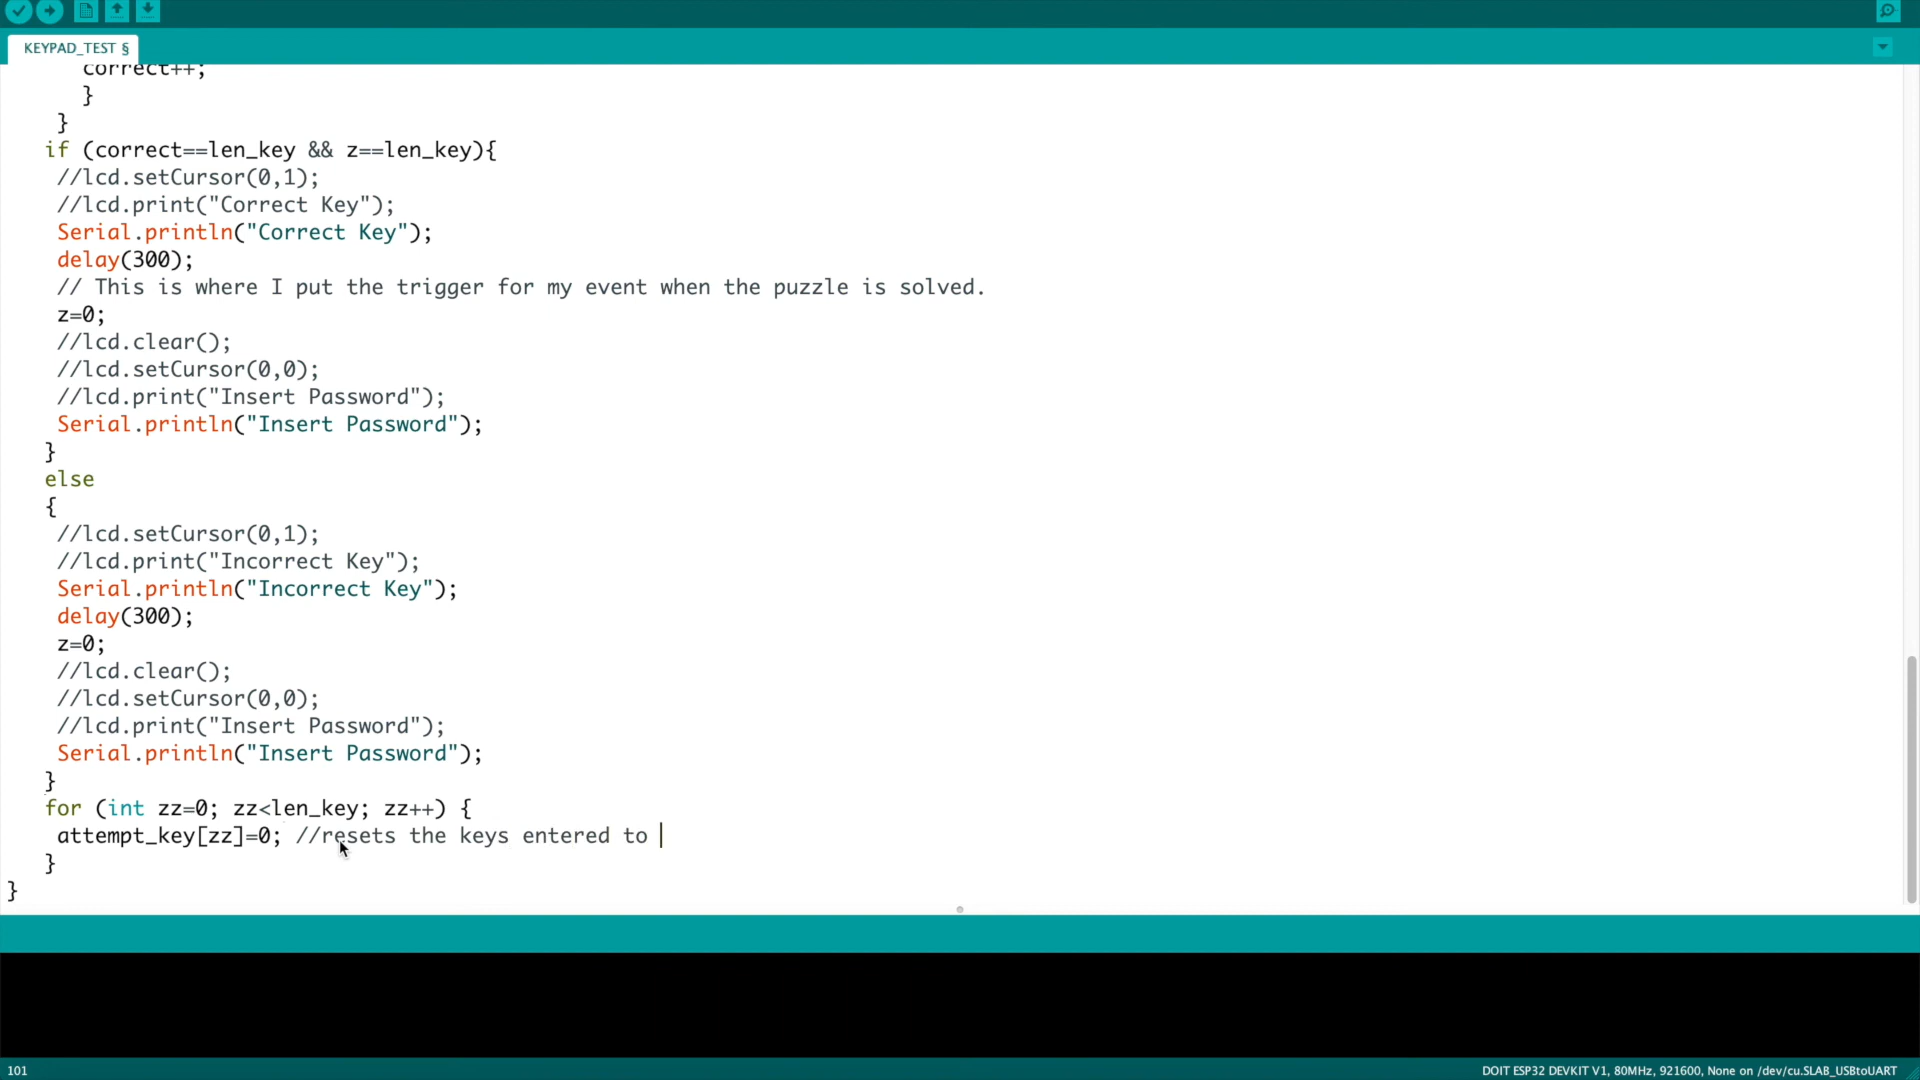 KEYPAD_TEST §
correct++;
}
}
if (correct==len_key && z==len_key){
//lcd.setCursor(0,1);
//lcd.print("Correct Key");
Serial.println("Correct Key");
delay(300);
// This is where I put the trigger for my event when the puzzle is solved.
z=0;
//lcd.clear();
//lcd.setCursor(0,0);
//lcd.print("Insert Password");
Serial.println("Insert Password");
}
else
{
//lcd.setCursor(0,1);
//lcd.print("Incorrect Key");
Serial.println("Incorrect Key");
delay(300);
z=0;
//lcd.clear();
//lcd.setCursor(0,0);
//lcd.print("Insert Password");
Serial.println("Insert Password");
}
for (int zz=0; zz<len_key; zz++) {
attempt_key[zz]=0; //resets the keys entered to
}
}
101
DOIT ESP32 DEVKIT V1, 80MHz, 921600, None on /dev/cu.SLAB_USBtoUART